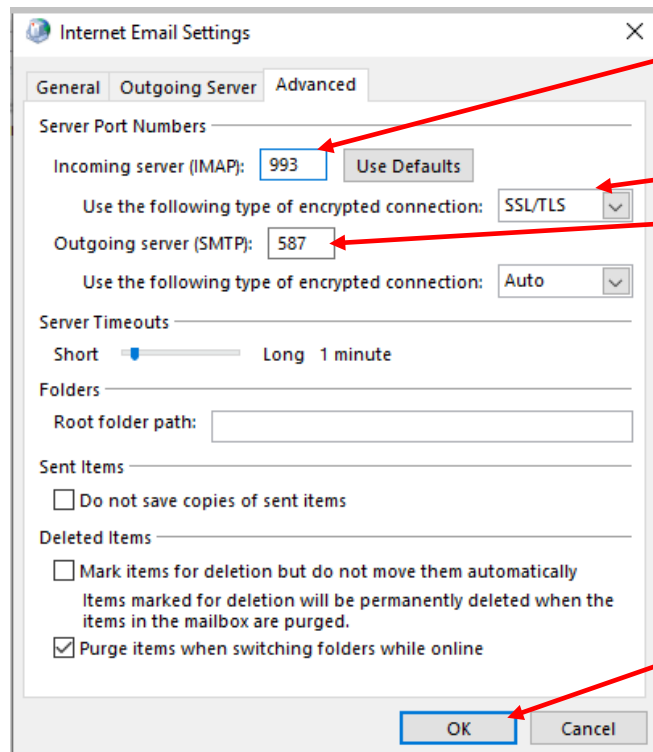 Internet Email Settings
General Outgoing Server Advanced
Server Port Numbers
Incoming server (IMAP): 993 Use Defaults
Use the following type of encrypted connection: SSL/TLS
Outgoing server (SMTP): 587
Use the following type of encrypted connection: Auto
Server Timeouts
Short Long 1 minute
Folders
Root folder path:
Sent Items
Do not save copies of sent items
Deleted Items
Mark items for deletion but do not move them automatically
Items marked for deletion will be permanently deleted when the
items in the mailbox are purged.
Purge items when switching folders while online
OK Cancel